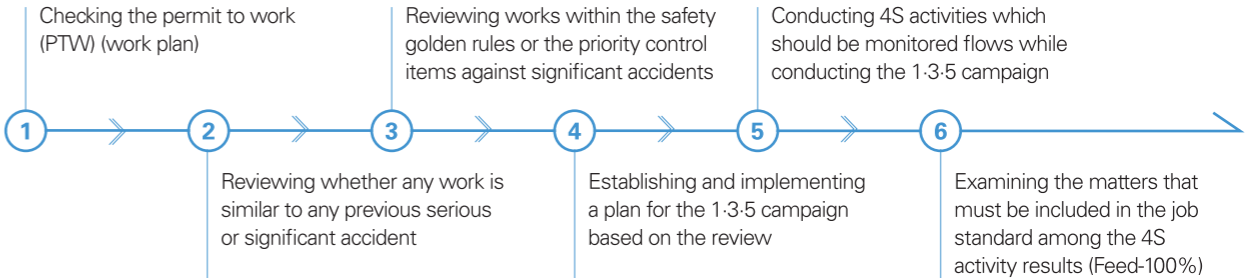 Checking the permit to work
(PTW) (work plan)
Reviewing works within the safety
golden rules or the priority control
items against significant accidents
Conducting 4S activities which
should be monitored flows while
conducting the 1·3·5 campaign
1
2
3
4
5
6
Reviewing whether any work is
similar to any previous serious
or significant accident
Establishing and implementing
a plan for the 1·3·5 campaign
based on the review
Examining the matters that
must be included in the job
standard among the 4S
activity results (Feed-100%)